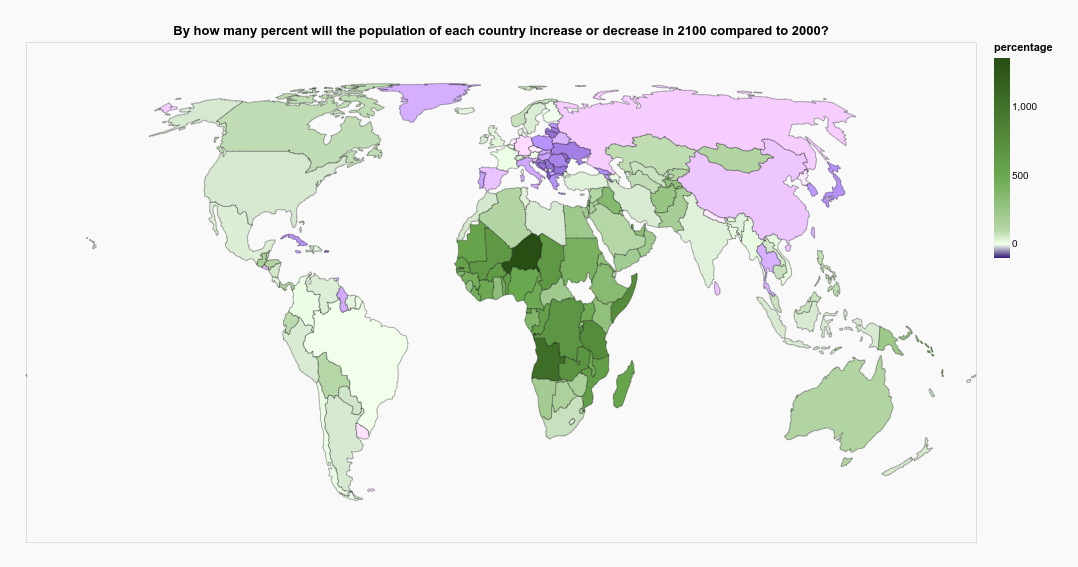 By how many percent will the population of each country increase or decrease in 2100 compared to 2000?
percentage
1,000
500
0